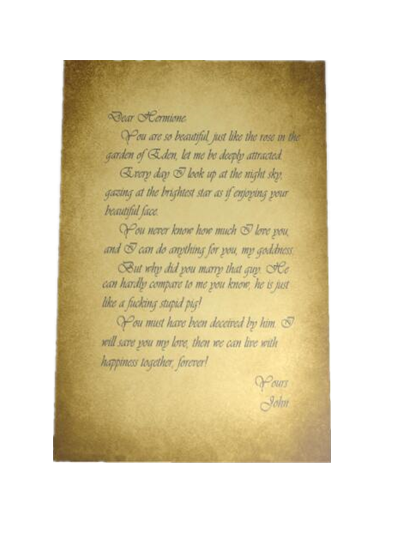 Dear Hermione:
You are so beautiful, just like the rose in the
garden of Eden, let me be deeply attracted.
Every day I look up at the night sky,
gazing at the brightest star as if enjoying your
beautiful face.
You never know how much I love you,
and I can do anything for you, my goddness.
But why did you marry that guy. He
can hardly compare to me you know, he is just
like a fucking stupid pig!
You must have been deceived by him. I
will save you my love, then we can live with
happiness together, forever!
Yours
John